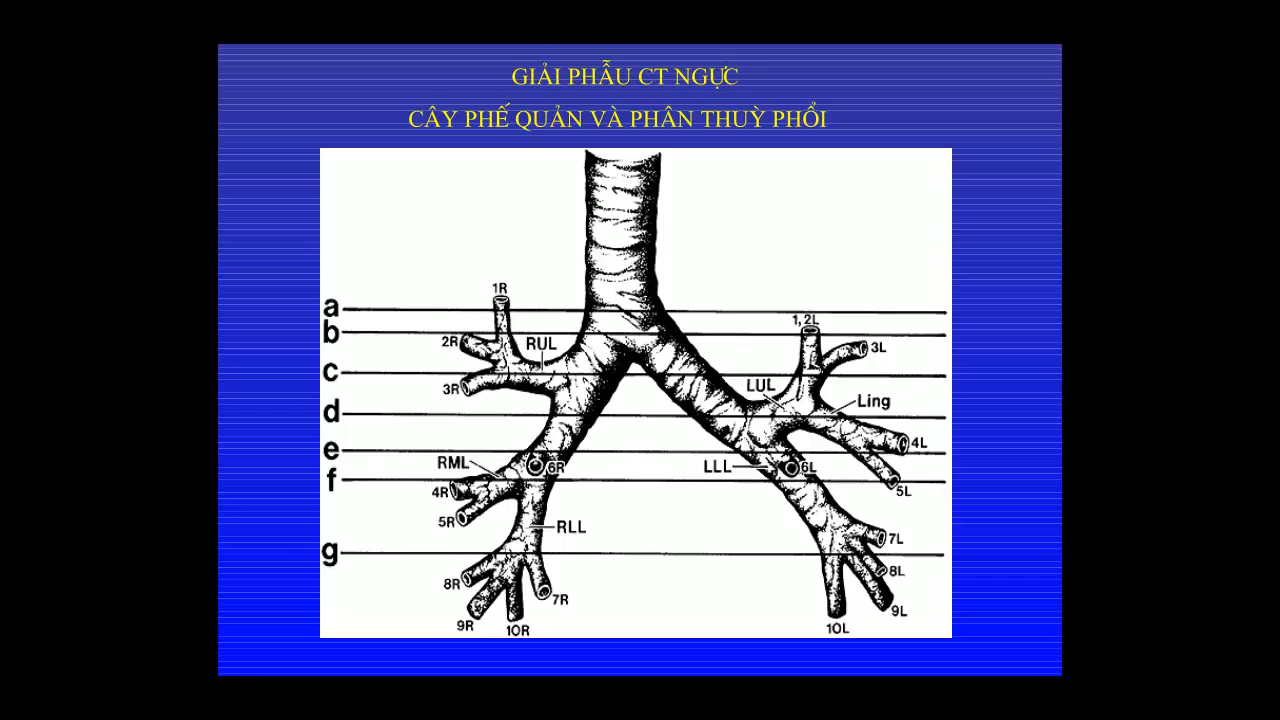 GIẢI PHẪU CT NGỰC
CÂY PHẾ QUẢN VÀ PHÂN THUỲ PHỔI
1R
a
1, 2L
b
2R
RUL
3L
c
3R
LUL
Ling
d
4L
e
RML
6R
LLL
6L
f
4R
5L
5R
RLL
7L
g
8R
8L
7R
9L
9R
10R
10L